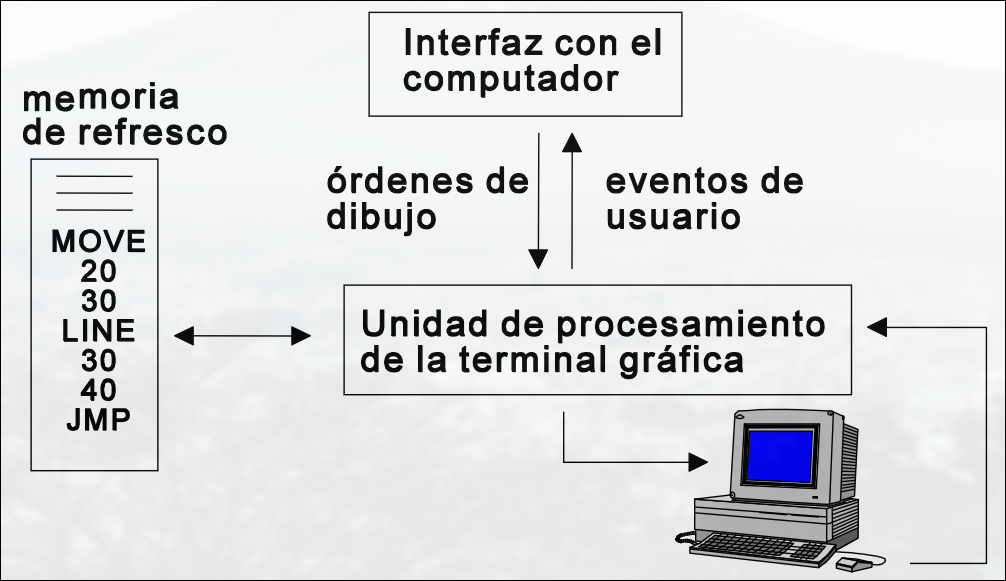 Interfaz con el
computador
memoria
de refresco
órdenes de
dibujo
eventos de
usuario
MOVE
20
30
LINE
30
40
JMP
Unidad de procesamiento
de la terminal gráfica